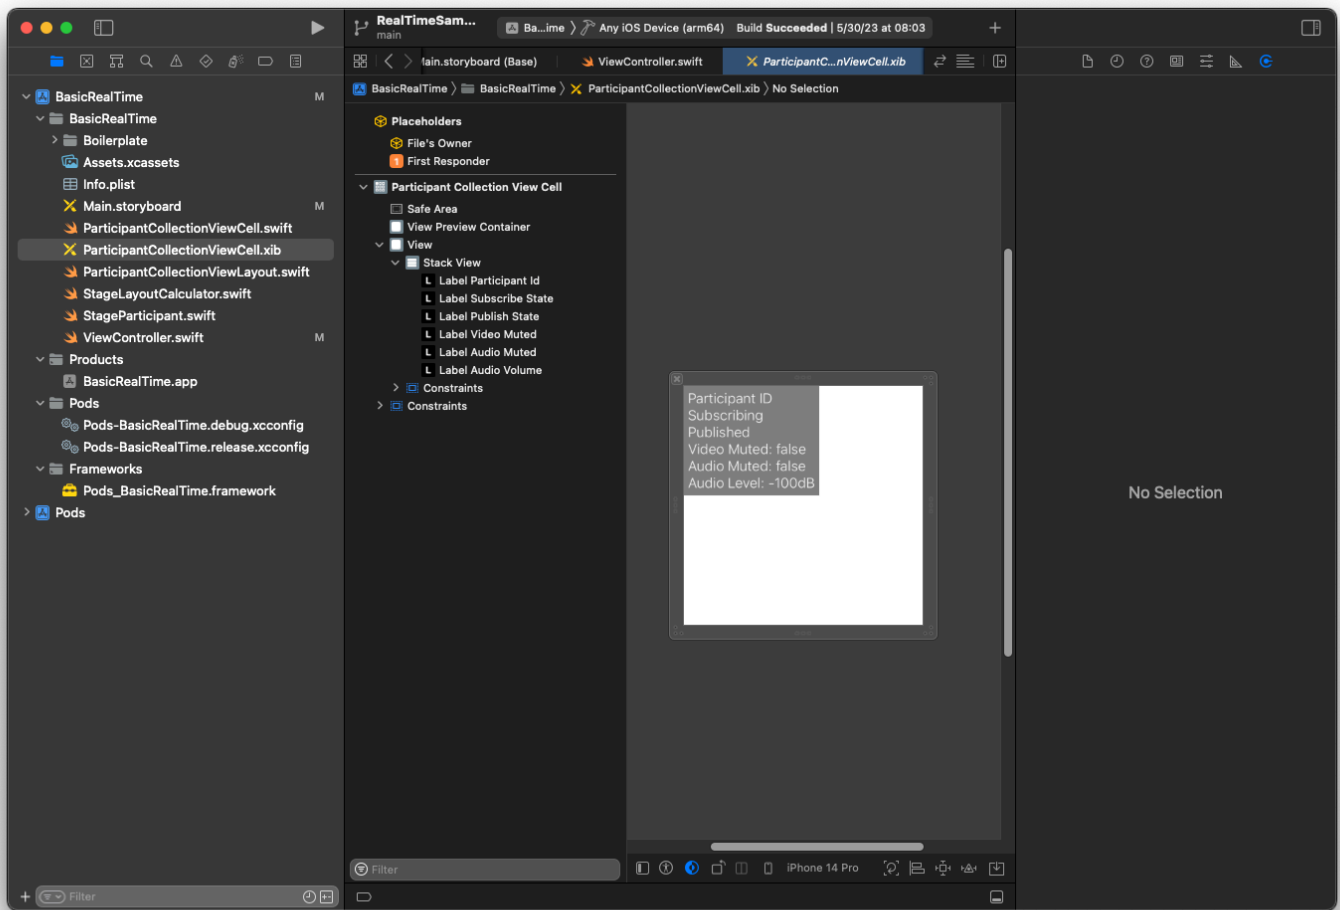 RealTimeSam...
main
Ba...ime
Any iOS Device (arm64)
Build Succeeded | 5/30/23 at 08:03
Main.storyboard (Base)
ViewController.swift
ParticipantC...nViewCell.xib
BasicRealTime
BasicRealTime
ParticipantCollectionViewCell.xib
No Selection
BasicRealTime M
BasicRealTime
Boilerplate
Assets.xcassets
Info.plist
Main.storyboard M
ParticipantCollectionViewCell.swift
ParticipantCollectionViewCell.xib
ParticipantCollectionViewLayout.swift
StageLayoutCalculator.swift
StageParticipant.swift
ViewController.swift M
Products
BasicRealTime.app
Pods
Pods-BasicRealTime.debug.xcconfig
Pods-BasicRealTime.release.xcconfig
Frameworks
Pods_BasicRealTime.framework
Pods
Filter
Placeholders
File's Owner
1 First Responder
Participant Collection View Cell
Safe Area
View Preview Container
View
Stack View
L Label Participant Id
L Label Subscribe State
L Label Publish State
L Label Video Muted
L Label Audio Muted
L Label Audio Volume
Constraints
Constraints
Filter
Participant ID
Subscribing
Published
Video Muted: false
Audio Muted: false
Audio Level: -100dB
iPhone 14 Pro
No Selection